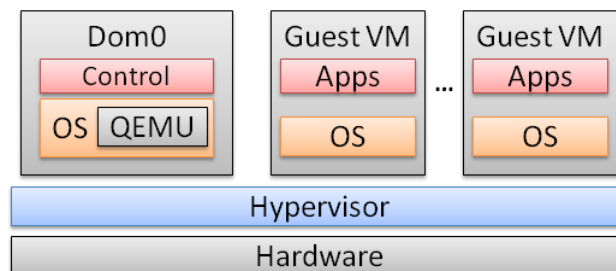 Dom0
Control
OS QEMU
Guest VM
Apps
OS
...
Guest VM
Apps
OS
Hypervisor
Hardware